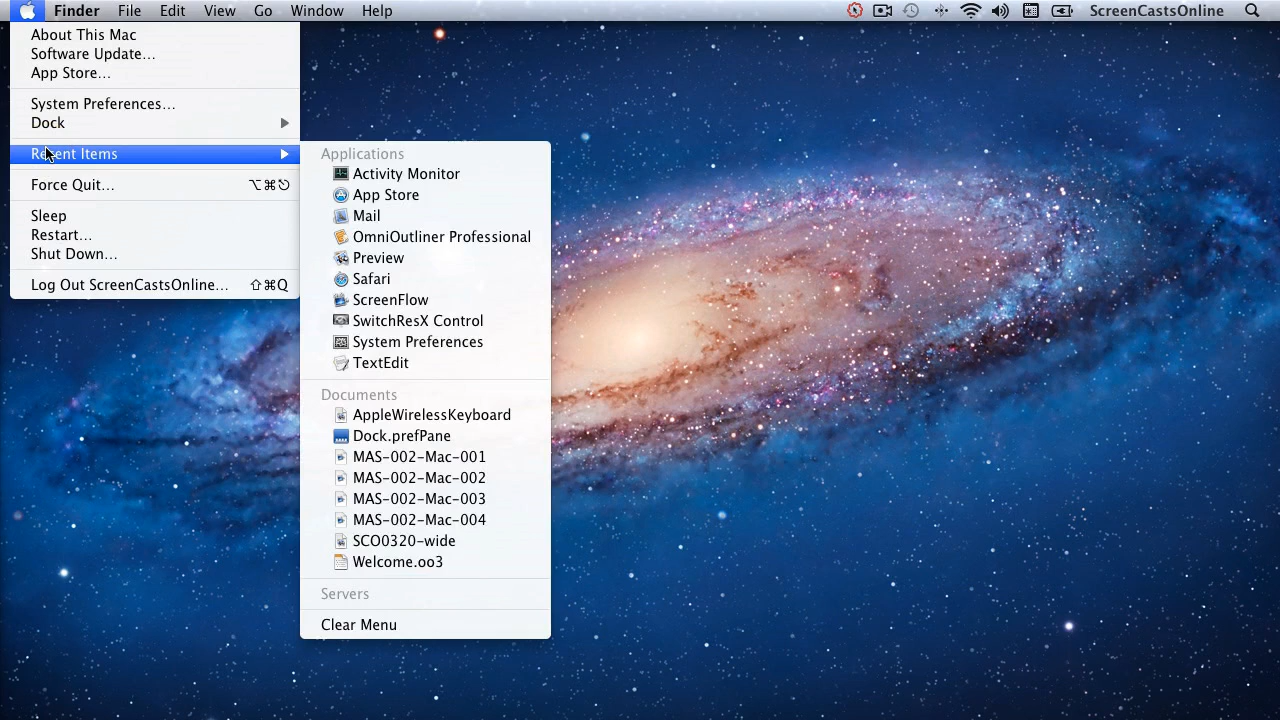 Finder File Edit View Go Window Help ScreenCastsOnline
About This Mac
Software Update...
App Store...
System Preferences...
Dock
Recent Items
Force Quit... ⌥⌘⎋
Sleep
Restart...
Shut Down...
Log Out ScreenCastsOnline... ⇧⌘Q
Applications
Activity Monitor
App Store
Mail
OmniOutliner Professional
Preview
Safari
ScreenFlow
SwitchResX Control
System Preferences
TextEdit
Documents
AppleWirelessKeyboard
Dock.prefPane
MAS-002-Mac-001
MAS-002-Mac-002
MAS-002-Mac-003
MAS-002-Mac-004
SCO0320-wide
Welcome.oo3
Servers
Clear Menu